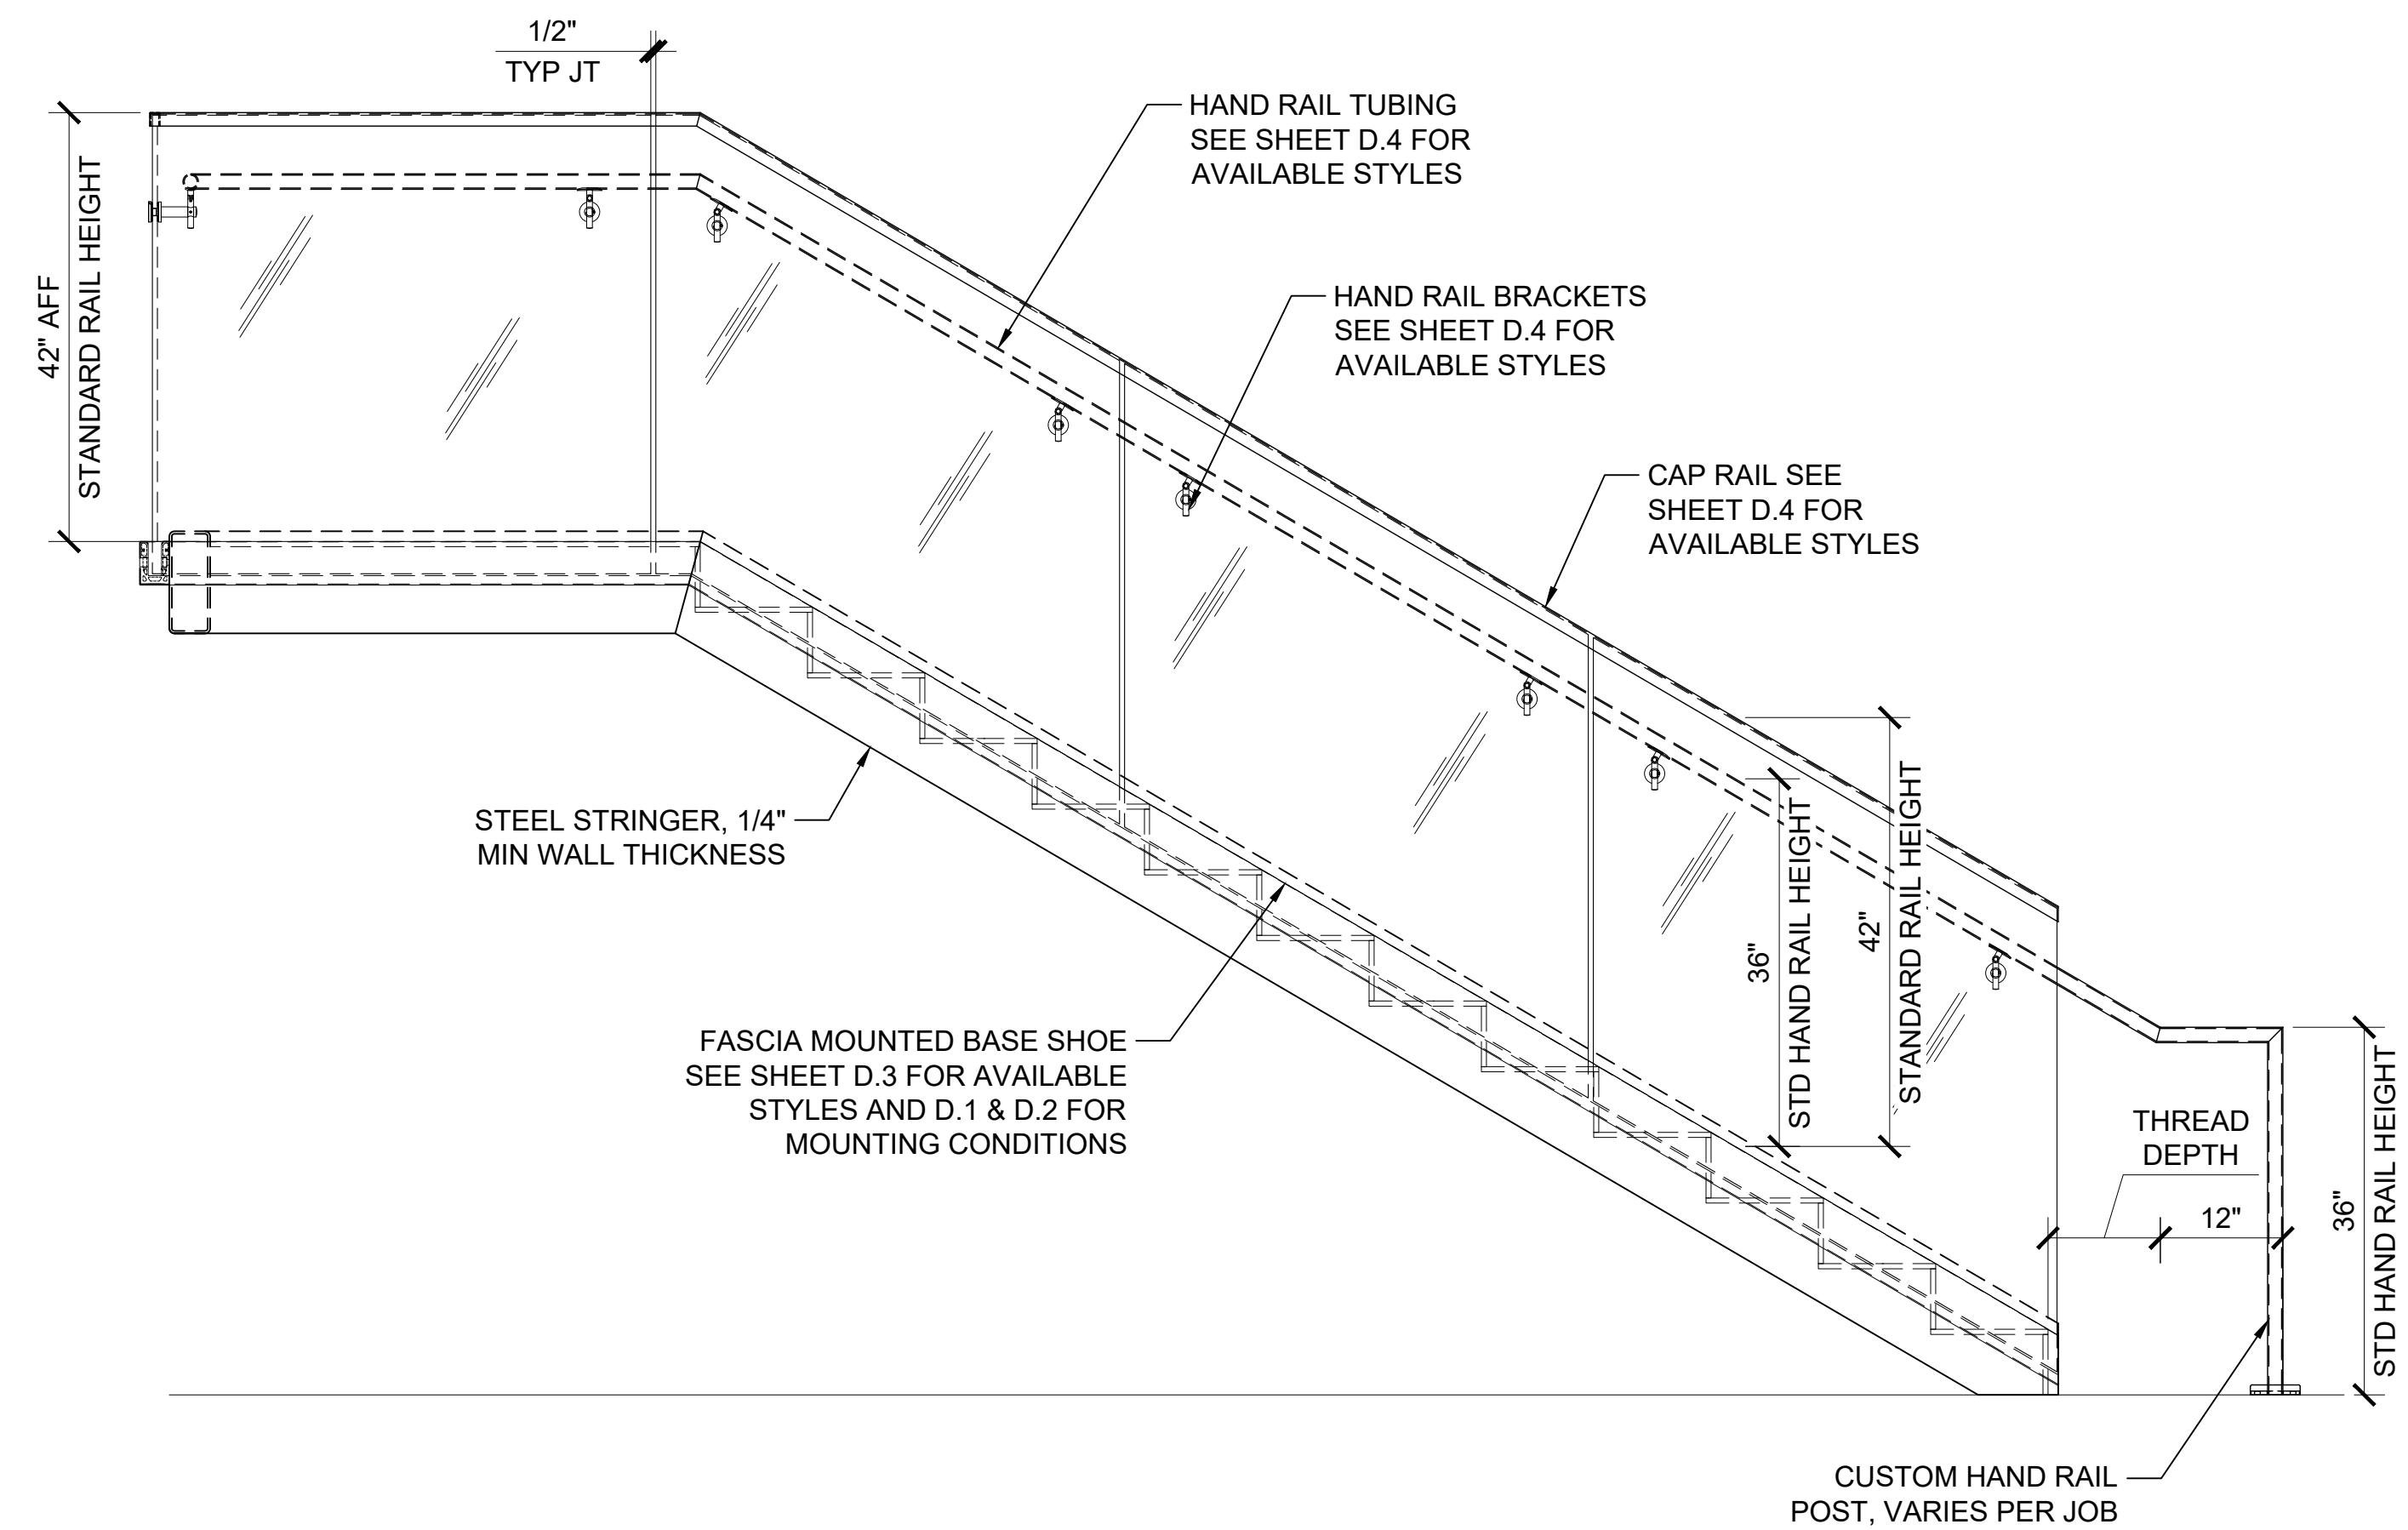 1/2"
TYP JT
HAND RAIL TUBING
SEE SHEET D.4 FOR
AVAILABLE STYLES
42" AFF
STANDARD RAIL HEIGHT
HAND RAIL BRACKETS
SEE SHEET D.4 FOR
AVAILABLE STYLES
CAP RAIL SEE
SHEET D.4 FOR
AVAILABLE STYLES
STEEL STRINGER, 1/4"
MIN WALL THICKNESS
36"
STD HAND RAIL HEIGHT
42"
STANDARD RAIL HEIGHT
FASCIA MOUNTED BASE SHOE
SEE SHEET D.3 FOR AVAILABLE
STYLES AND D.1 & D.2 FOR
MOUNTING CONDITIONS
THREAD
DEPTH
12"
36"
STD HAND RAIL HEIGHT
CUSTOM HAND RAIL
POST, VARIES PER JOB